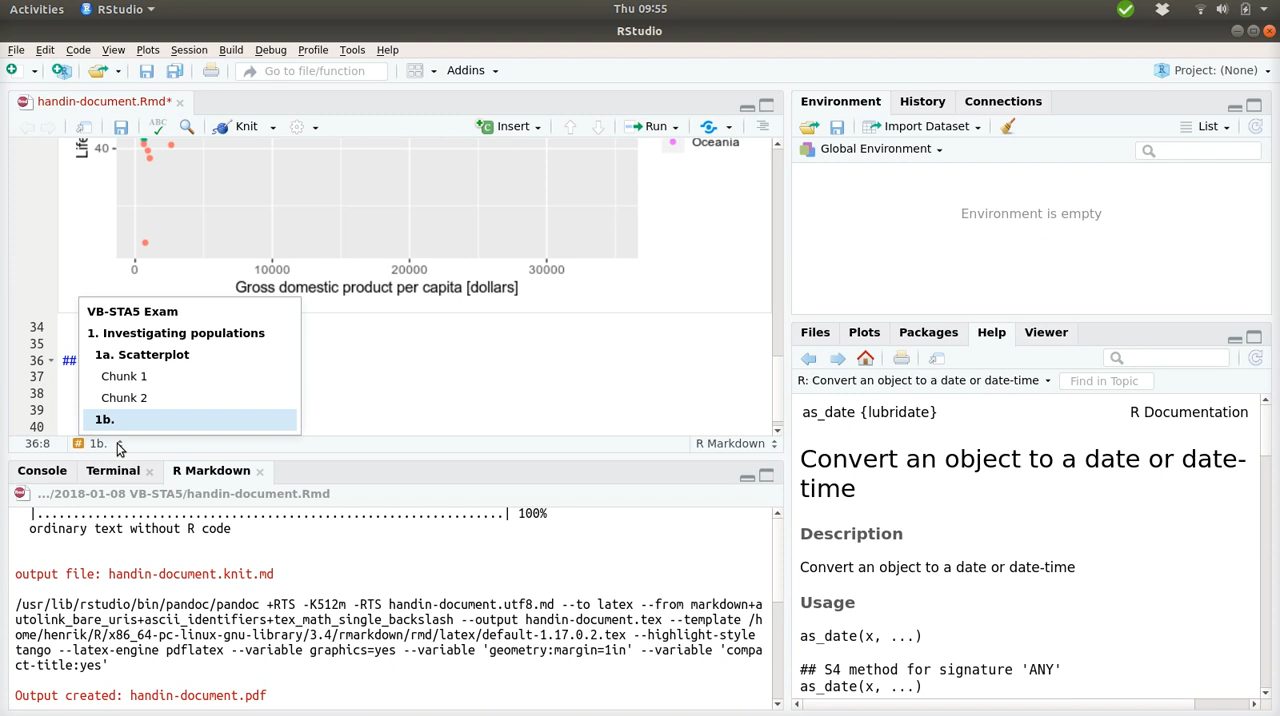 Activities RStudio Thu 09:55
RStudio
File Edit Code View Plots Session Build Debug Profile Tools Help
Go to file/function Addins Project: (None)
handin-document.Rmd*
ABC Knit Insert Run
40 Oceania
0 10000 20000 30000
Gross domestic product per capita [dollars]
VB-STA5 Exam
34 1. Investigating populations
35
36 ## 1a. Scatterplot
37 Chunk 1
38 Chunk 2
39 1b.
40
36:8 # 1b. R Markdown
Console Terminal R Markdown
.../2018-01-08 VB-STA5/handin-document.Rmd
|...............................................................| 100%
ordinary text without R code
output file: handin-document.knit.md
/usr/lib/rstudio/bin/pandoc/pandoc +RTS -K512m -RTS handin-document.utf8.md --to latex --from markdown+a
utolink_bare_uris+ascii_identifiers+tex_math_single_backslash --output handin-document.tex --template /h
ome/henrik/R/x86_64-pc-linux-gnu-library/3.4/rmarkdown/rmd/latex/default-1.17.0.2.tex --highlight-style
tango --latex-engine pdflatex --variable graphics=yes --variable 'geometry:margin=1in' --variable 'compa
ct-title:yes'
Output created: handin-document.pdf
Environment History Connections
Import Dataset List
Global Environment
Environment is empty
Files Plots Packages Help Viewer
R: Convert an object to a date or date-time Find in Topic
as_date {lubridate} R Documentation
Convert an object to a date or date-
time
Description
Convert an object to a date or date-time
Usage
as_date(x, ...)
## S4 method for signature 'ANY'
as_date(x, ...)